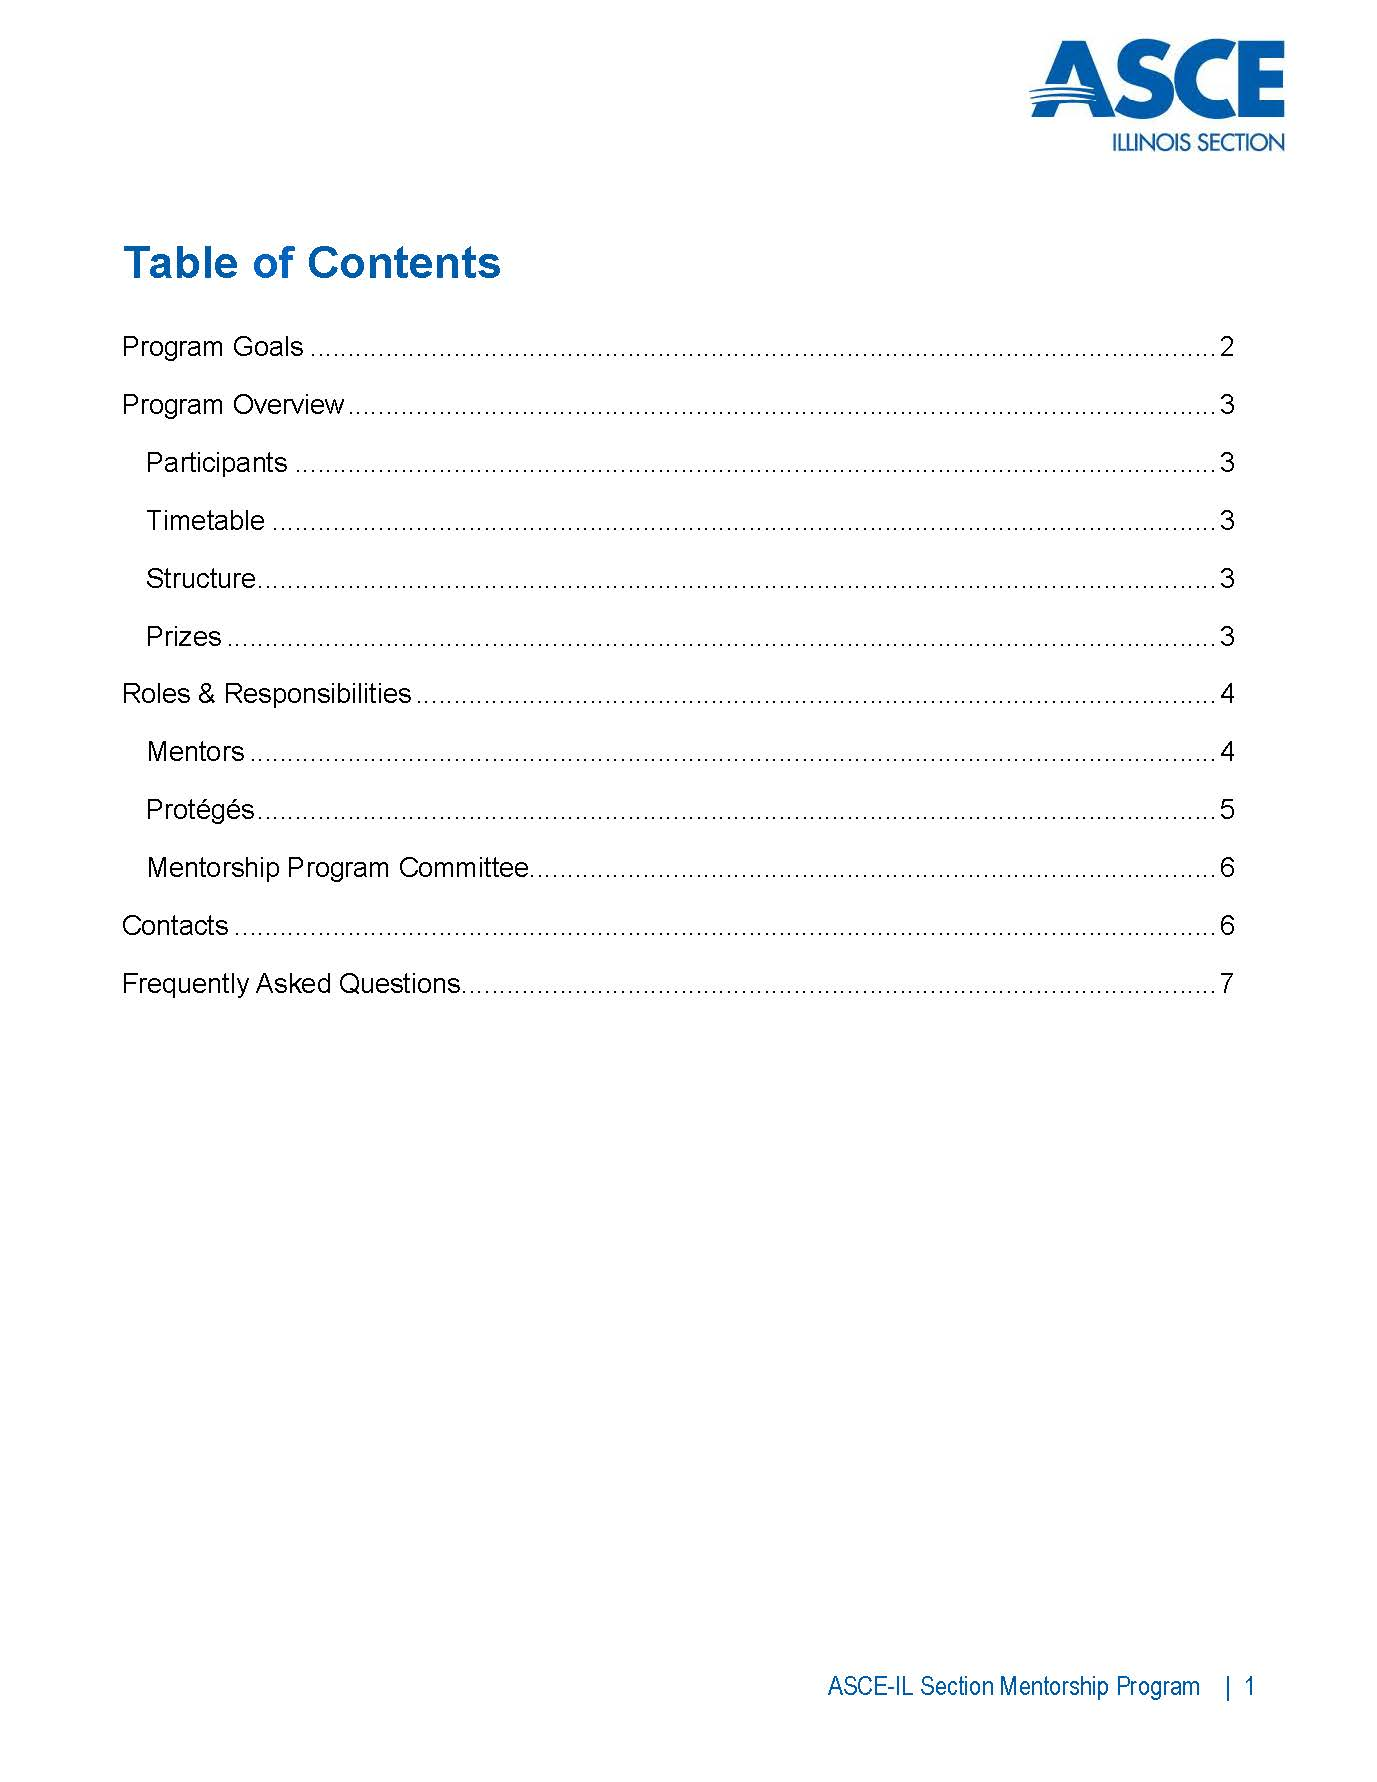 ASCE
ILLINOIS SECTION
Table of Contents
Program Goals ........................................................................................................................ 2
Program Overview ................................................................................................................... 3
Participants .......................................................................................................................... 3
Timetable ............................................................................................................................. 3
Structure............................................................................................................................... 3
Prizes ................................................................................................................................... 3
Roles & Responsibilities .......................................................................................................... 4
Mentors ................................................................................................................................ 4
Protégés............................................................................................................................... 5
Mentorship Program Committee........................................................................................... 6
Contacts .................................................................................................................................. 6
Frequently Asked Questions.................................................................................................... 7
ASCE-IL Section Mentorship Program | 1